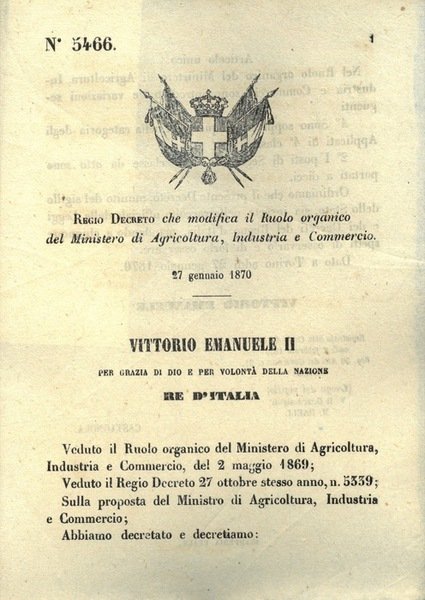 N° 5466.
1
REGIO DECRETO che modifica il Ruolo organico
del Ministero di Agricoltura, Industria e Commercio.
27 gennaio 1870
VITTORIO EMANUELE II
PER GRAZIA DI DIO E PER VOLONTÀ DELLA NAZIONE
RE D'ITALIA
Veduto il Ruolo organico del Ministero di Agricoltura,
Industria e Commercio, del 2 maggio 1869;
Veduto il Regio Decreto 27 ottobre stesso anno, n. 5339;
Sulla proposta del Ministro di Agricoltura, Industria
e Commercio;
Abbiamo decretato e decretiamo: